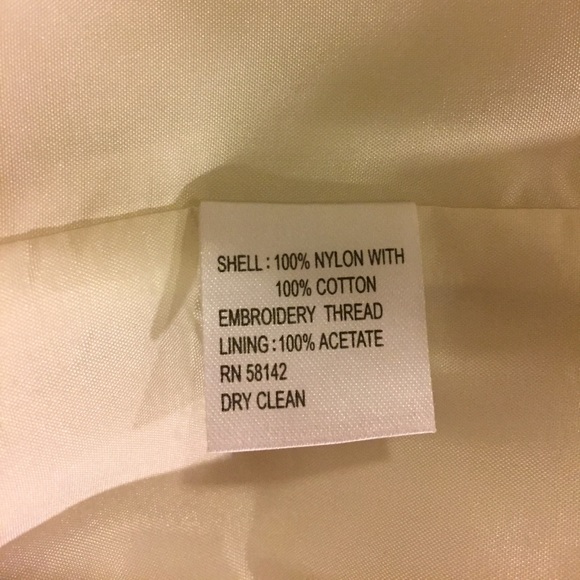 SHELL : 100% NYLON WITH
100% COTTON
EMBROIDERY THREAD
LINING : 100% ACETATE
RN 58142
DRY CLEAN